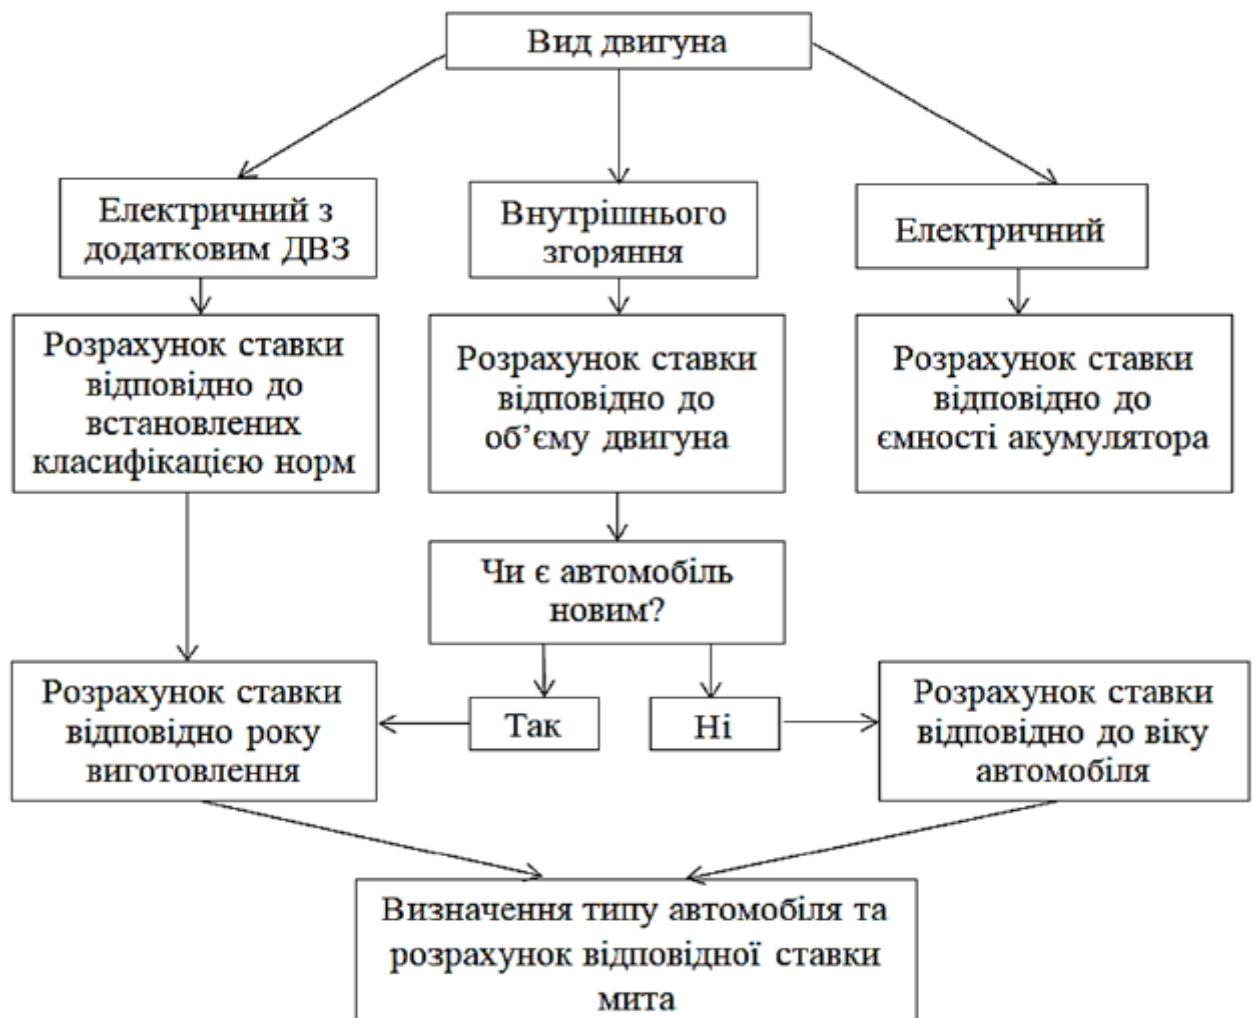 Вид двигуна
Електричний з
додатковим ДВЗ
Внутрішнього
згоряння
Електричний
Розрахунок ставки
відповідно до
встановлених
класифікацією норм
Розрахунок ставки
відповідно до
об’єму двигуна
Розрахунок ставки
відповідно до
ємності акумулятора
Чи є автомобіль
новим?
Розрахунок ставки
відповідно року
виготовлення
Так
Ні
Розрахунок ставки
відповідно до віку
автомобіля
Визначення типу автомобіля та
розрахунок відповідної ставки
мита